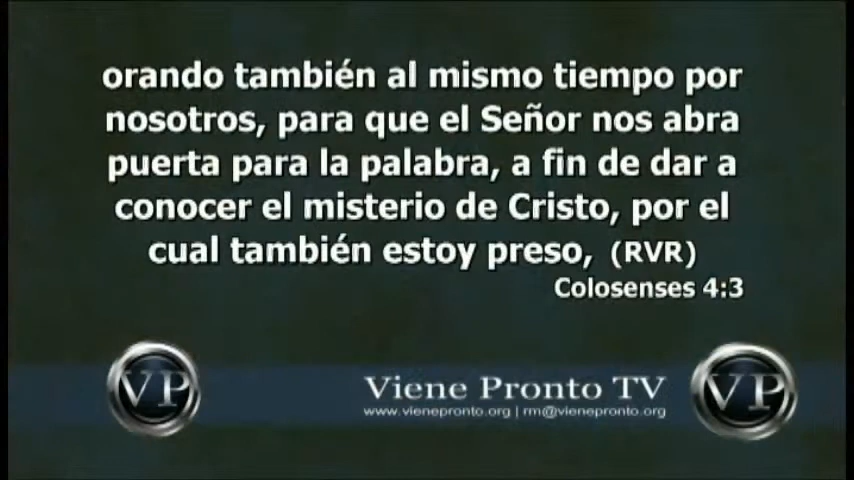 orando también al mismo tiempo por
nosotros, para que el Señor nos abra
puerta para la palabra, a fin de dar a
conocer el misterio de Cristo, por el
cual también estoy preso, (RVR)
Colosenses 4:3
VP
Viene Pronto TV
www.vienepronto.org | rm@vienepronto.org
VP